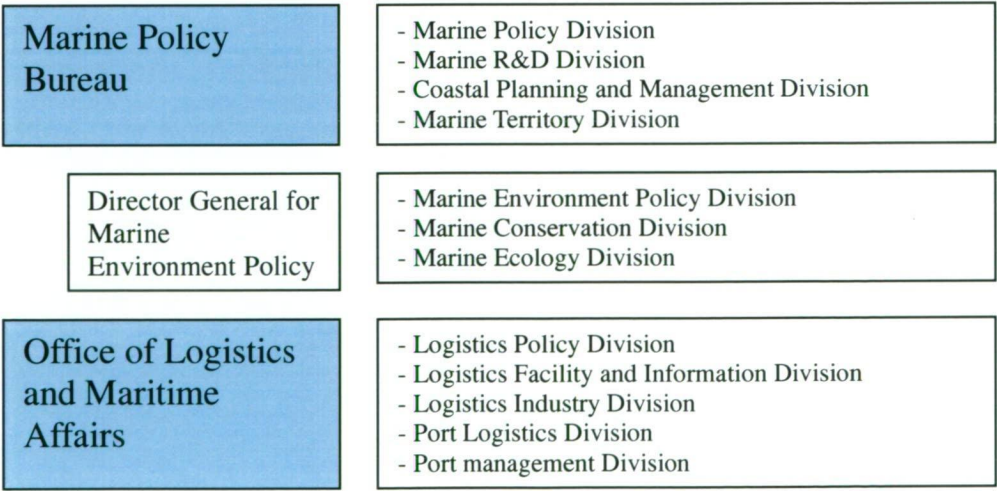 Marine Policy
Bureau
- Marine Policy Division
- Marine R&D Division
- Coastal Planning and Management Division
- Marine Territory Division
Director General for
Marine
Environment Policy
- Marine Environment Policy Division
- Marine Conservation Division
- Marine Ecology Division
Office of Logistics
and Maritime
Affairs
- Logistics Policy Division
- Logistics Facility and Information Division
- Logistics Industry Division
- Port Logistics Division
- Port management Division